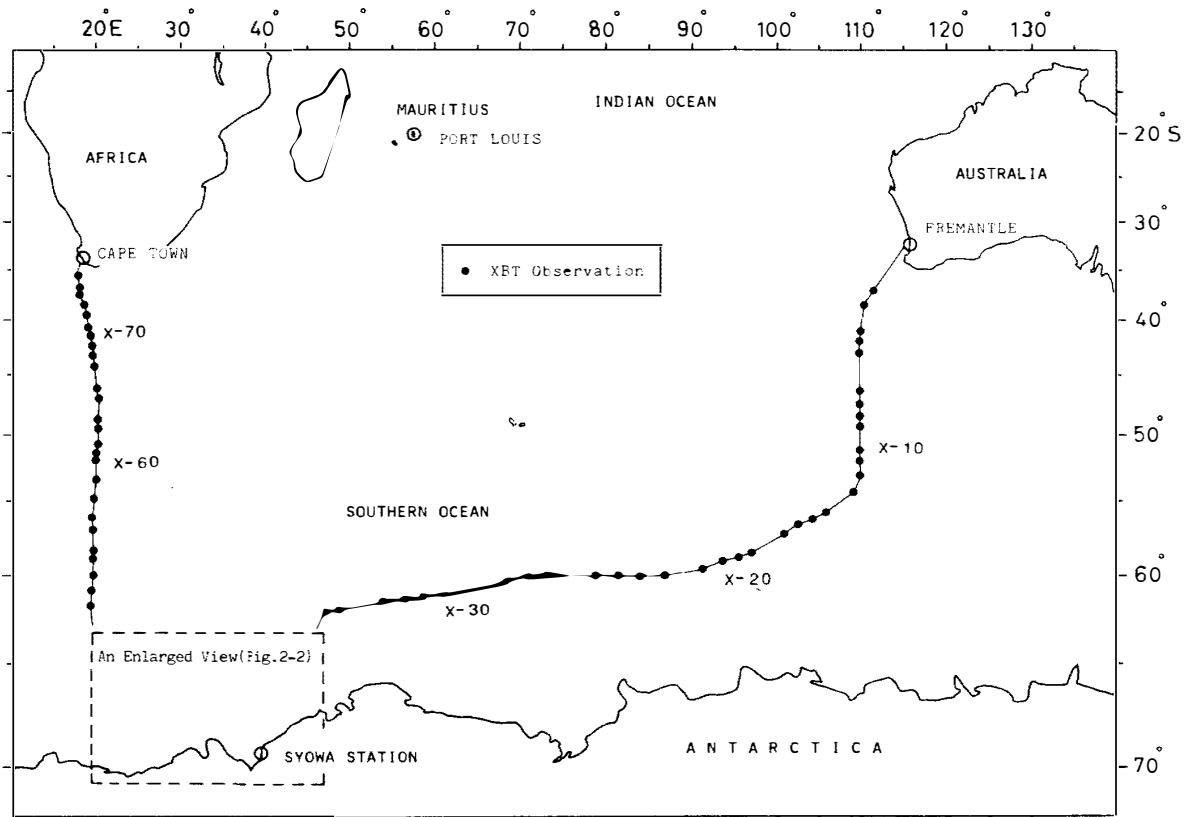 20°E 30° 40° 50° 60° 70° 80° 90° 100° 110° 120° 130°
INDIAN OCEAN
MAURITIUS
PORT LOUIS
20°S
AFRICA
AUSTRALIA
30°
FREMANTLE
CAPE TOWN
XBT Observation
40°
X-70
50°
X-10
X-60
SOUTHERN OCEAN
60°
X-20
X-30
An Enlarged View(Fig.2-2)
SYOWA STATION
ANTARCTICA
70°